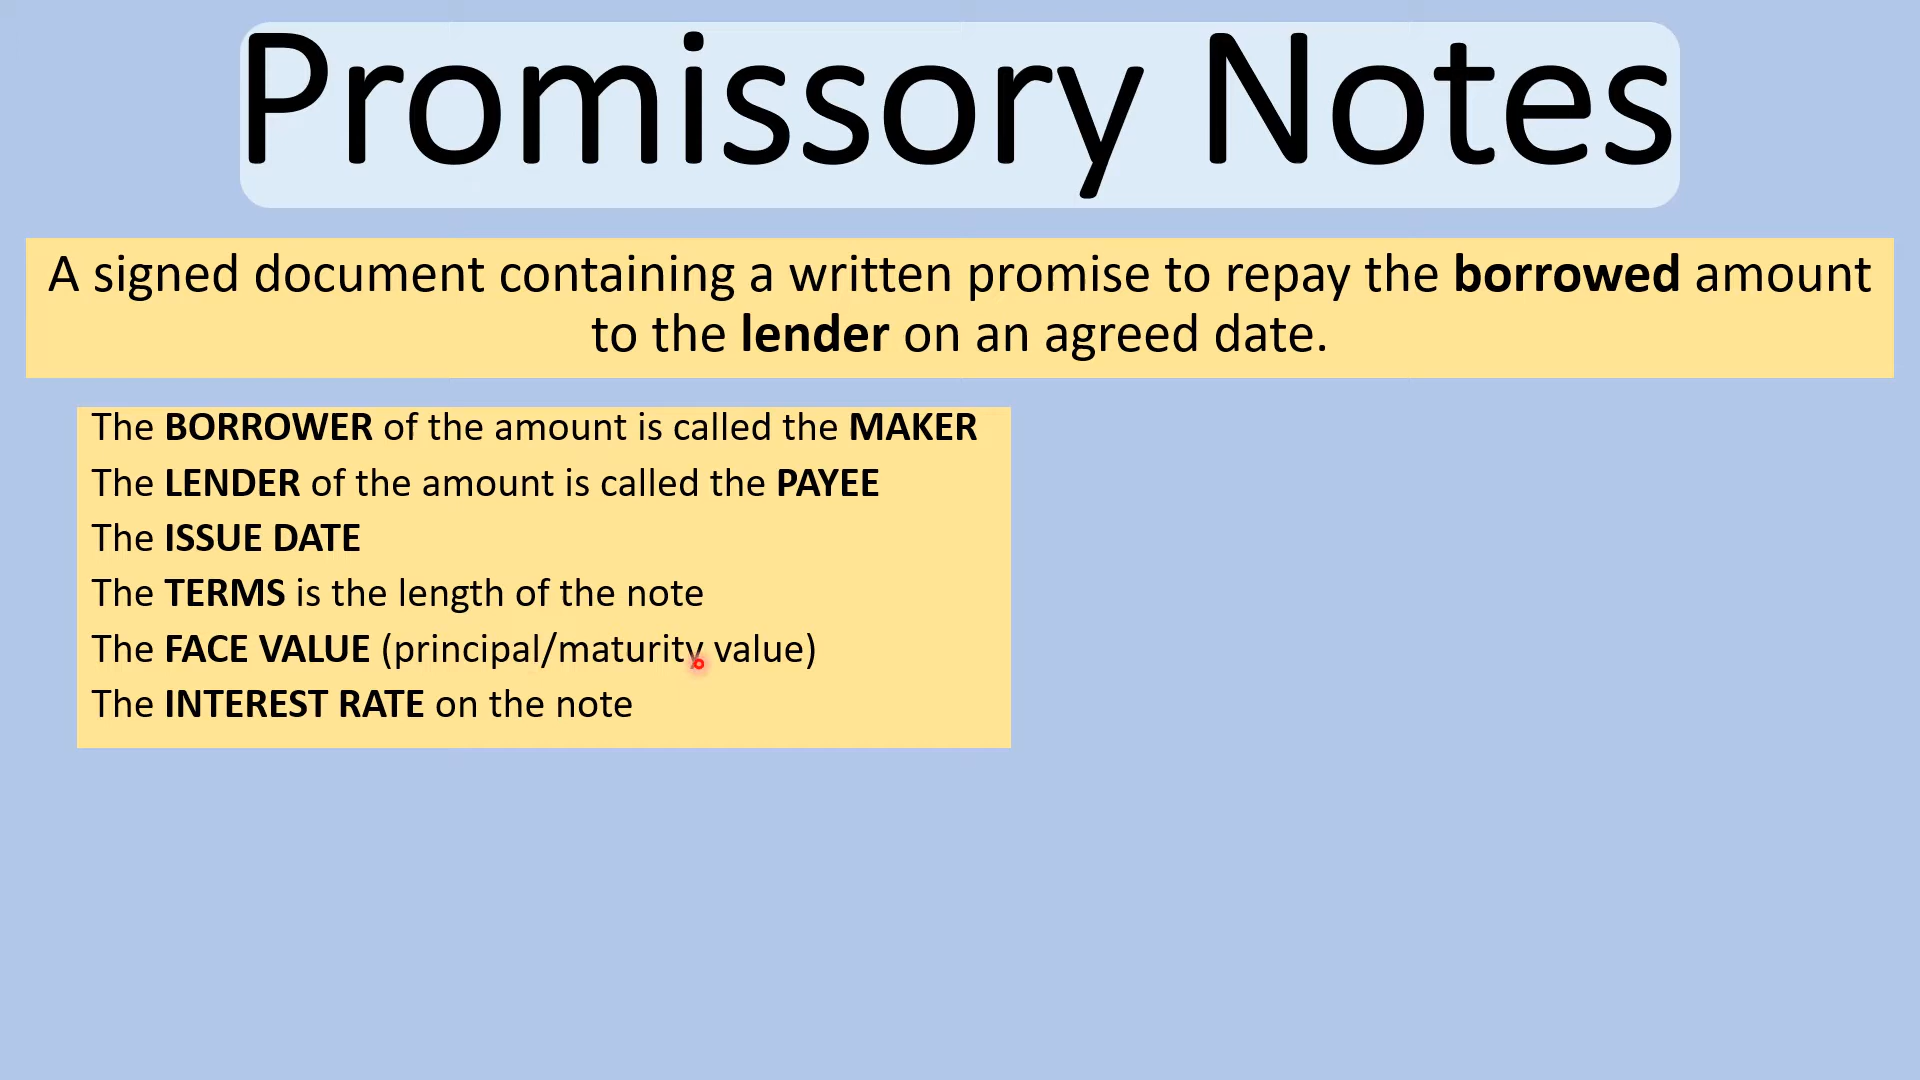 Promissory Notes
A signed document containing a written promise to repay the borrowed amount
to the lender on an agreed date.
The BORROWER of the amount is called the MAKER
The LENDER of the amount is called the PAYEE
The ISSUE DATE
The TERMS is the length of the note
The FACE VALUE (principal/maturity value)
The INTEREST RATE on the note